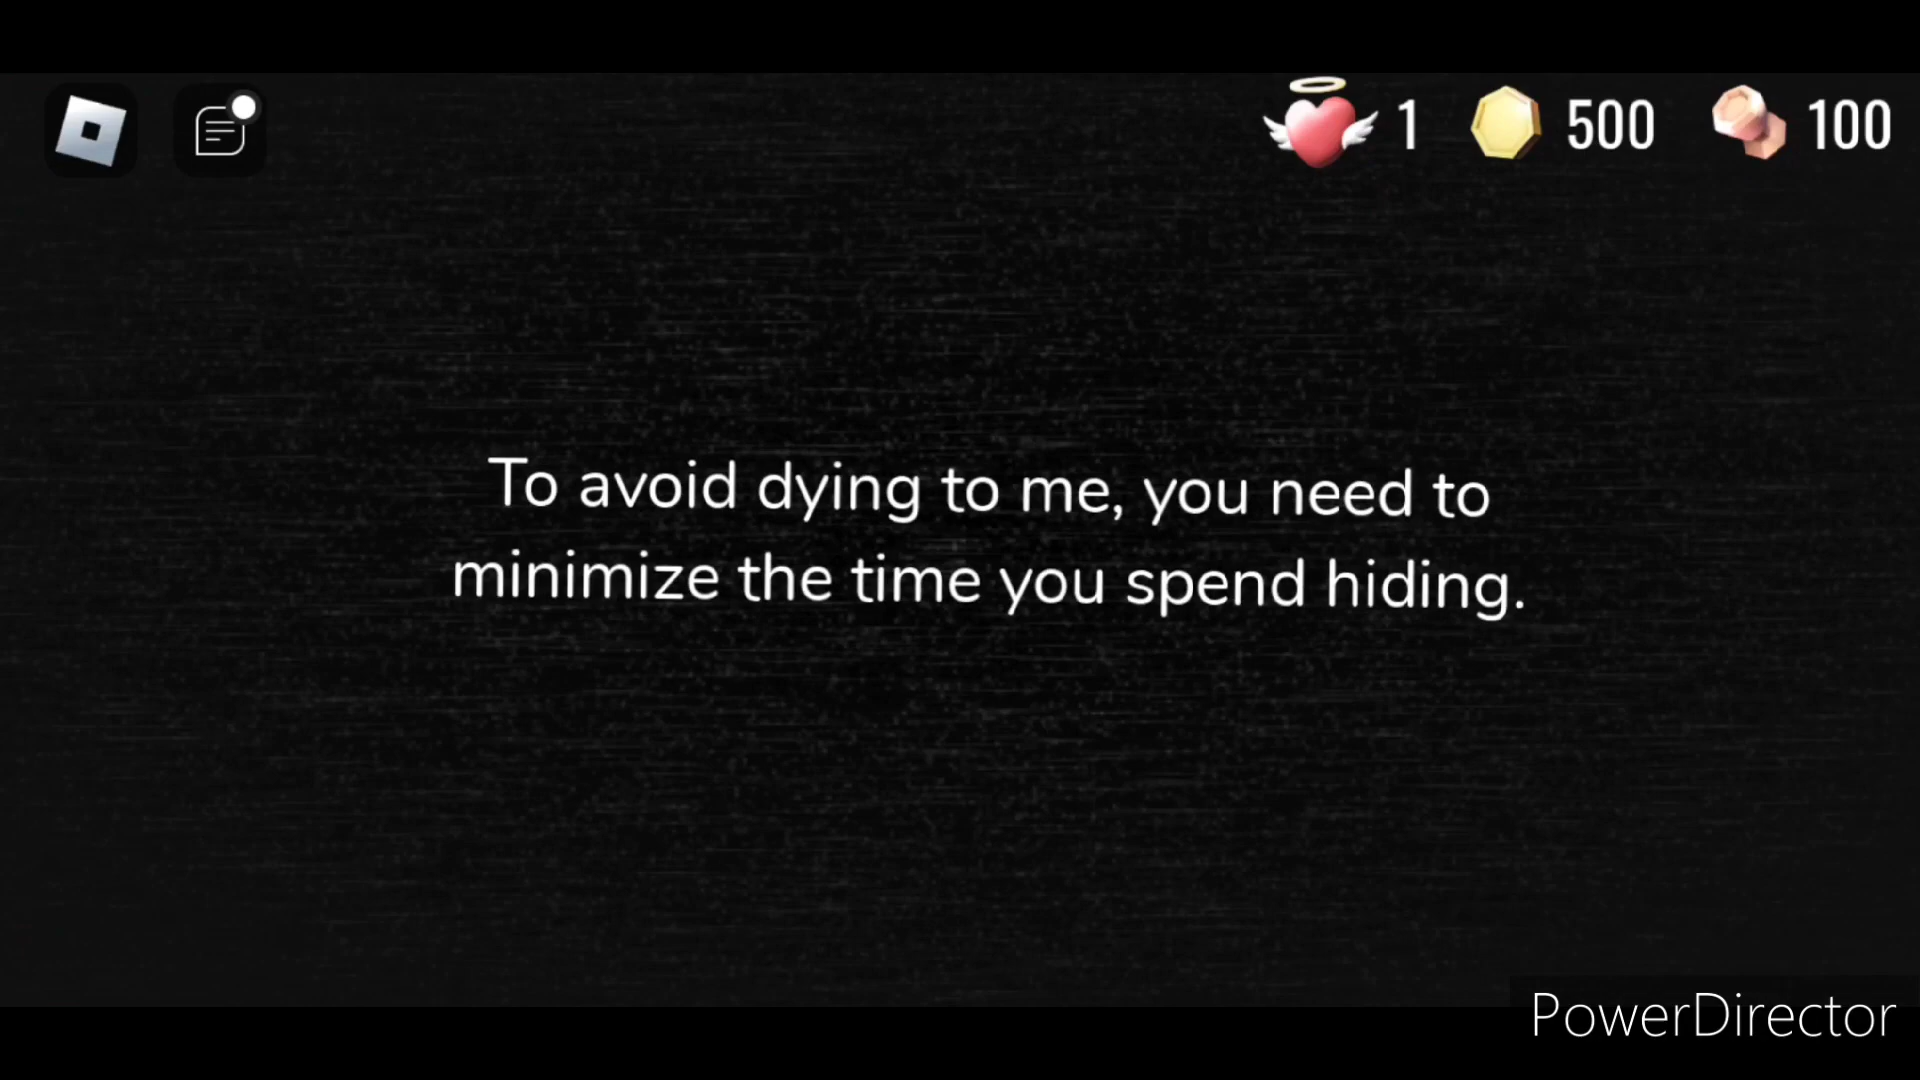 1 500 100
To avoid dying to me, you need to
minimize the time you spend hiding.
PowerDirector